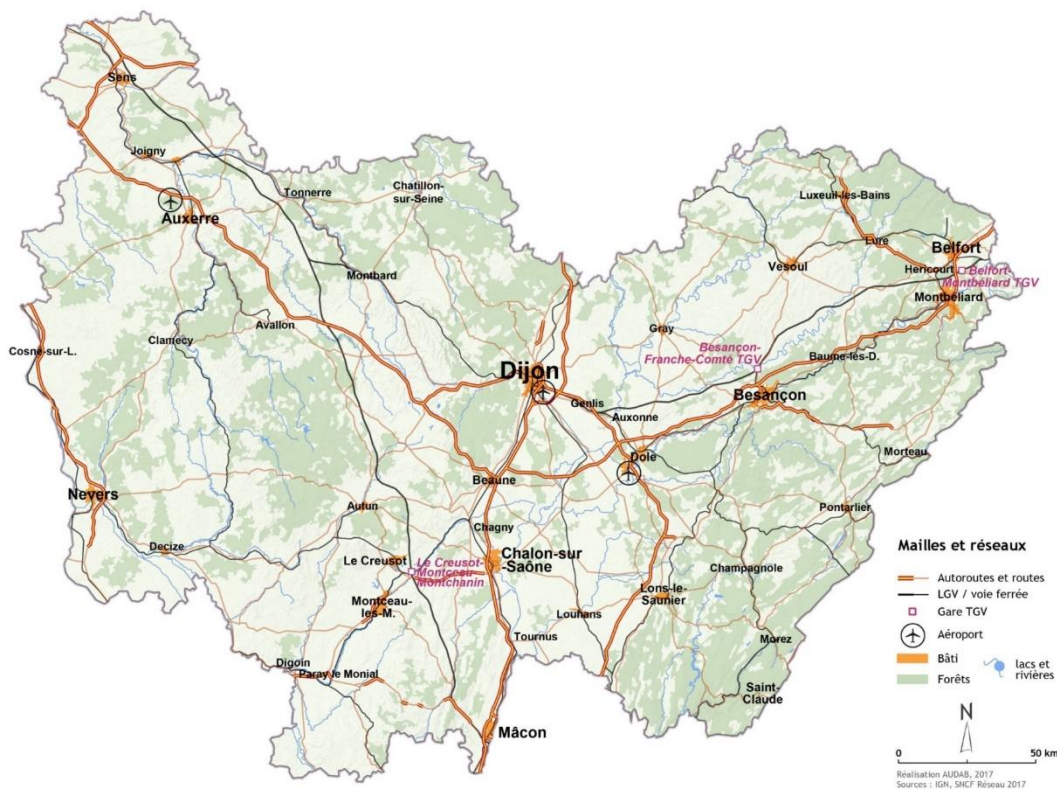 Sens
Joigny
Auxerre
Tonnerre
Chatillon-
sur-Seine
Montbard
Luxeuil-les-Bains
Lure
Belfort
Vesoul
Hericourt
Belfort-
Montbéliard TGV
Montbéliard
Cosne-sur-L.
Clamecy
Avallon
Gray
Besançon-
Franche-Comté TGV
Baume-les-D.
Dijon
Genlis
Auxonne
Besançon
Dole
Morteau
Nevers
Beaune
Autun
Pontarlier
Decize
Chagny
Le Creusot
Le Creusot-
Montceau-
Montchanin
Chalon-sur
-Saône
Champagnole
Montceau-
les-M.
Lons-le-
Saunier
Louhans
Tournus
Morez
Digoin
Paray le Monial
Saint-
Claude
Mâcon
Mailles et réseaux
Autoroutes et routes
LGV / voie ferrée
Gare TGV
Aéroport
Bâti
lacs et
rivières
Forêts
N
0 50 km
Réalisation AUDAB, 2017
Sources : IGN, SNCF Réseau 2017